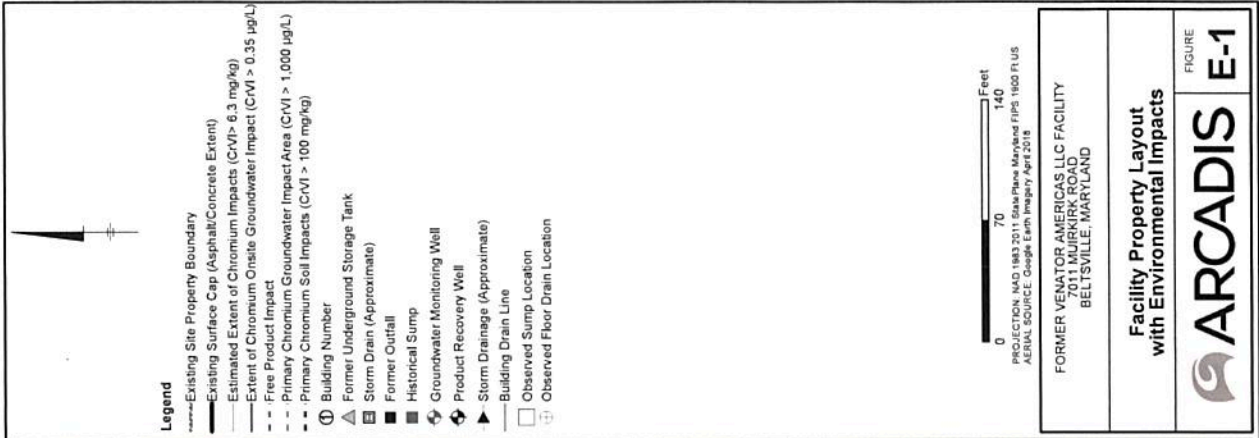 Legend
Existing Site Property Boundary
Existing Surface Cap (Asphalt/Concrete Extent)
Estimated Extent of Chromium Impacts (CrVI> 6.3 mg/kg)
Extent of Chromium Onsite Groundwater Impact (CrVI > 0.35 µg/L)
Free Product Impact
Primary Chromium Groundwater Impact Area (CrVI > 1,000 µg/L)
Primary Chromium Soil Impacts (CrVI > 100 mg/kg)
1 Building Number
Former Underground Storage Tank
Storm Drain (Approximate)
Former Outfall
Historical Sump
Groundwater Monitoring Well
Product Recovery Well
Storm Drainage (Approximate)
Building Drain Line
Observed Sump Location
Observed Floor Drain Location
Feet
0 70 140
PROJECTION: NAD 1983 2011 StatePlane Maryland FIPS 1900 Ft US
AERIAL SOURCE: Google Earth Imagery April 2018
FORMER VENATOR AMERICAS LLC FACILITY
7011 MUIRKIRK ROAD
BELTSVILLE, MARYLAND
Facility Property Layout
with Environmental Impacts
ARCADIS
FIGURE
E-1